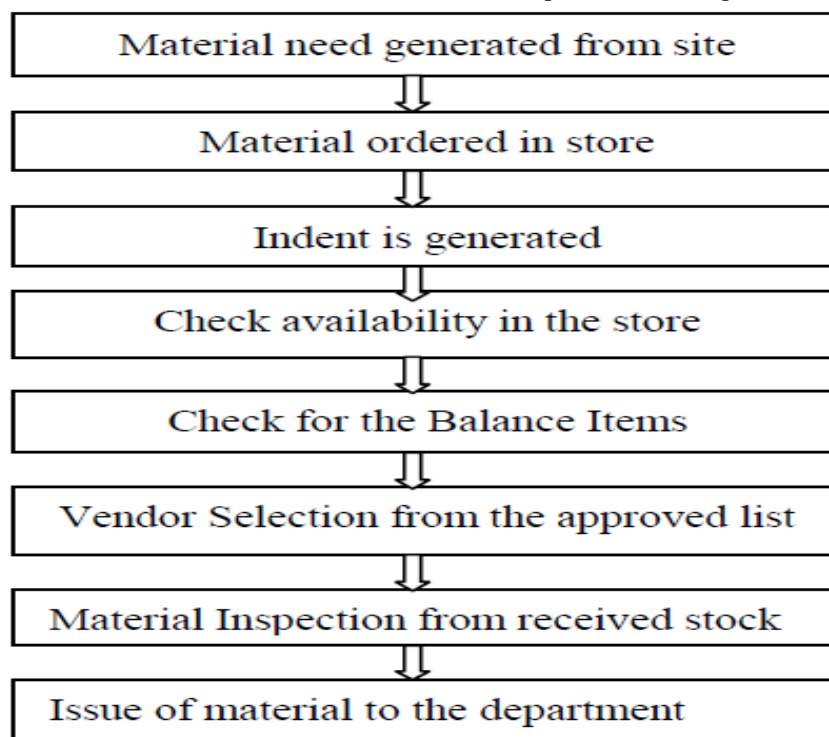 Material need generated from site
Material ordered in store
Indent is generated
Check availability in the store
Check for the Balance Items
Vendor Selection from the approved list
Material Inspection from received stock
Issue of material to the department